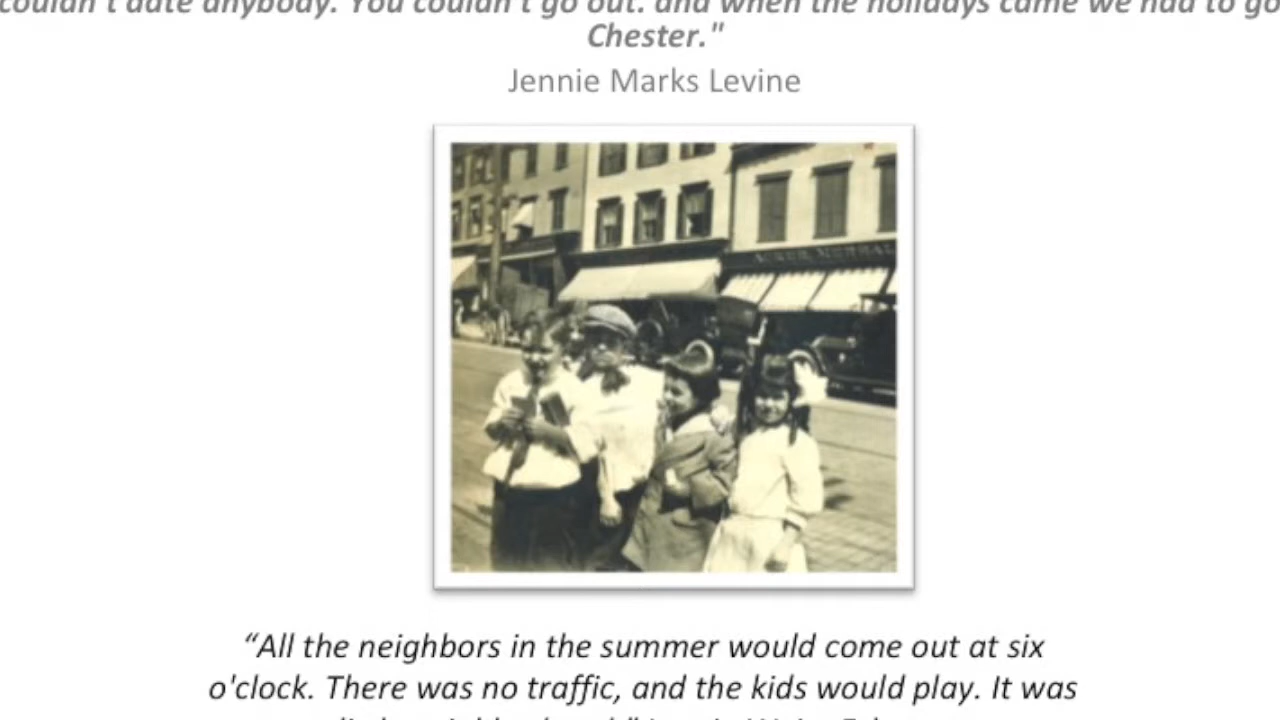 couldn't date anybody. You couldn't go out. and when the holidays came we had to go
Chester."
Jennie Marks Levine
“All the neighbors in the summer would come out at six
o'clock. There was no traffic, and the kids would play. It was